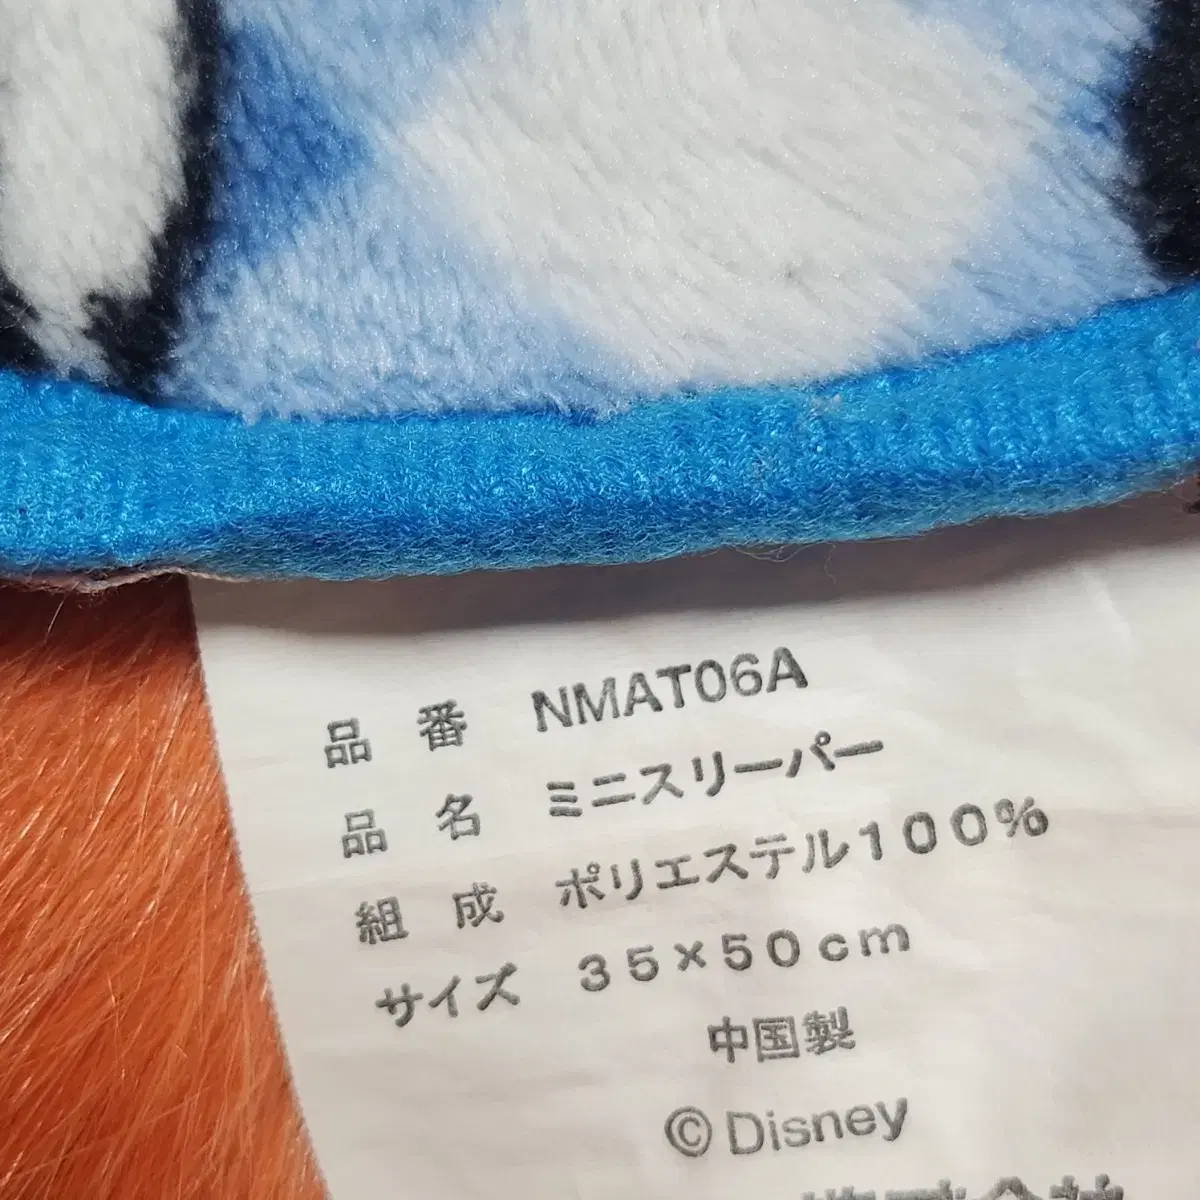 品 番 NMAT06A
品 名 ミニスリーパー
組 成 ポリエステル100%
サイズ 35×50cm
中国製
©Disney